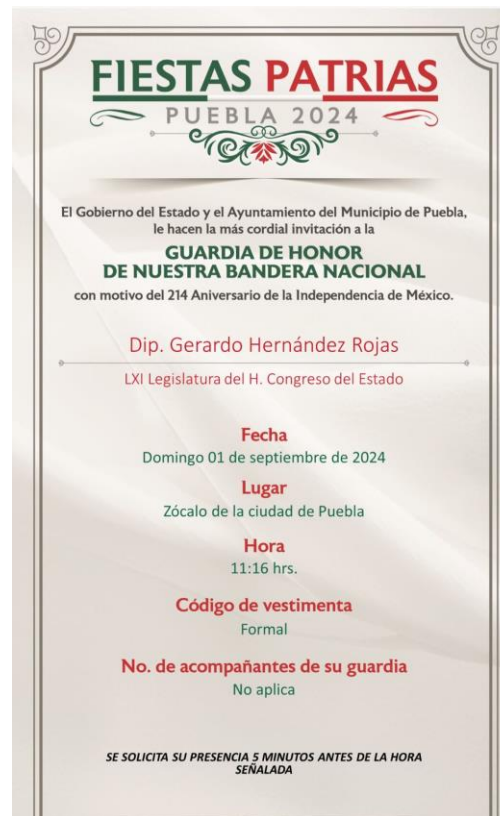 FIESTAS PATRIAS
PUEBLA 2024
El Gobierno del Estado y el Ayuntamiento del Municipio de Puebla,
le hacen la más cordial invitación a la
GUARDIA DE HONOR
DE NUESTRA BANDERA NACIONAL
con motivo del 214 Aniversario de la Independencia de México.
Dip. Gerardo Hernández Rojas
LXI Legislatura del H. Congreso del Estado
Fecha
Domingo 01 de septiembre de 2024
Lugar
Zócalo de la ciudad de Puebla
Hora
11:16 hrs.
Código de vestimenta
Formal
No. de acompañantes de su guardia
No aplica
SE SOLICITA SU PRESENCIA 5 MINUTOS ANTES DE LA HORA
SEÑALADA